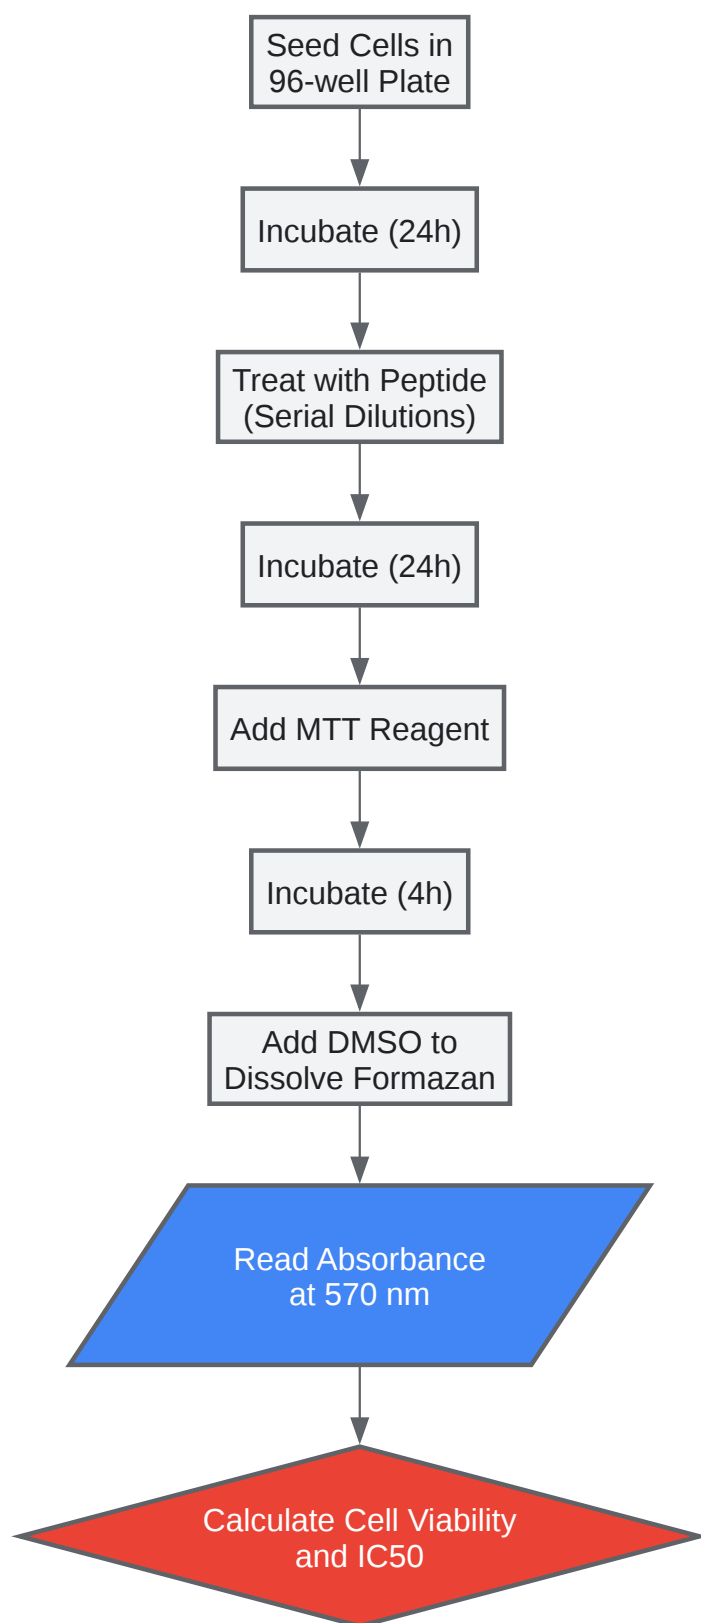 Seed Cells in
96-well Plate
Incubate (24h)
Treat with Peptide
(Serial Dilutions)
Incubate (24h)
Add MTT Reagent
Incubate (4h)
Add DMSO to
Dissolve Formazan
Read Absorbance
at 570 nm
Calculate Cell Viability
and IC50